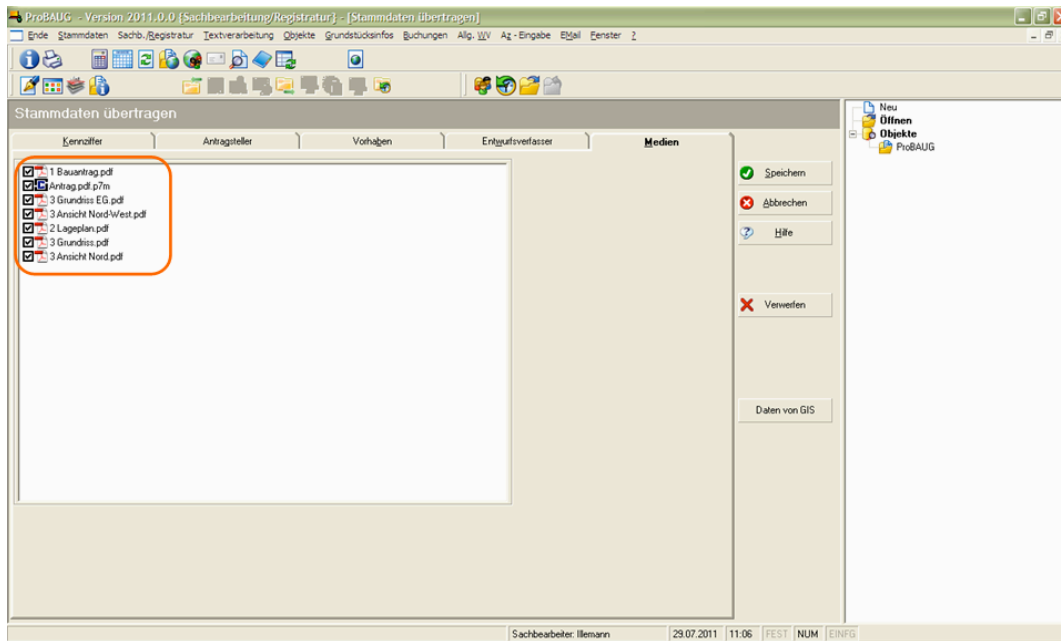 ProBAUG - Version 2011.0.0 {Sachbearbeitung/Registratur} - [Stammdaten übertragen]
Ende Stammdaten Sachb./Registratur Textverarbeitung Objekte Grundstücksinfos Buchungen Allg. WV Az - Eingabe EMail Fenster ?
Stammdaten übertragen
Kennziffer Antragsteller Vorhaben Entwurfsverfasser Medien
1 Bauantrag.pdf
Antrag.pdf.p7m
3 Grundriss EG.pdf
3 Ansicht Nord-West.pdf
2 Lageplan.pdf
3 Grundriss.pdf
3 Ansicht Nord.pdf
Speichern
Abbrechen
Hilfe
Verwerfen
Daten von GIS
Neu
Öffnen
Objekte
ProBAUG
Sachbearbeiter: Illemann 29.07.2011 11:06 FEST NUM EINFG